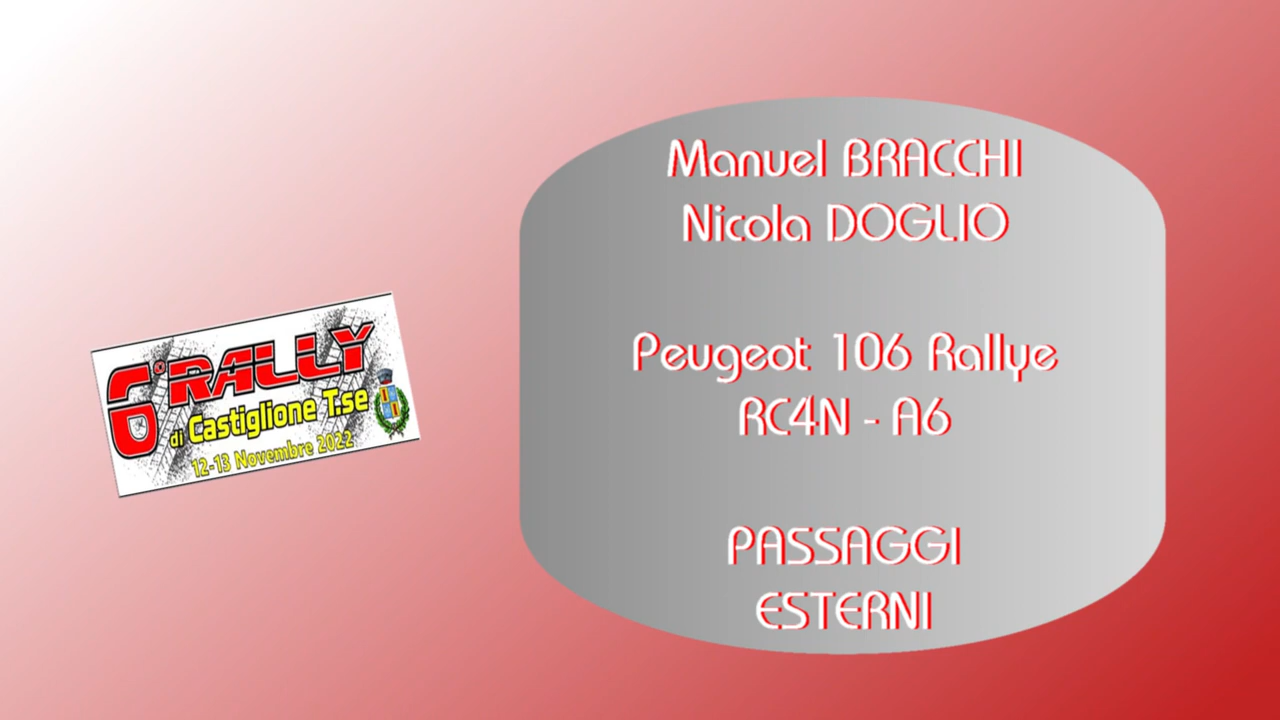 6° RALLY
di Castiglione T.se
12-13 Novembre 2022
Manuel BRACCHI
Nicola DOGLIO
Peugeot 106 Rallye
RC4N - A6
PASSAGGI
ESTERNI